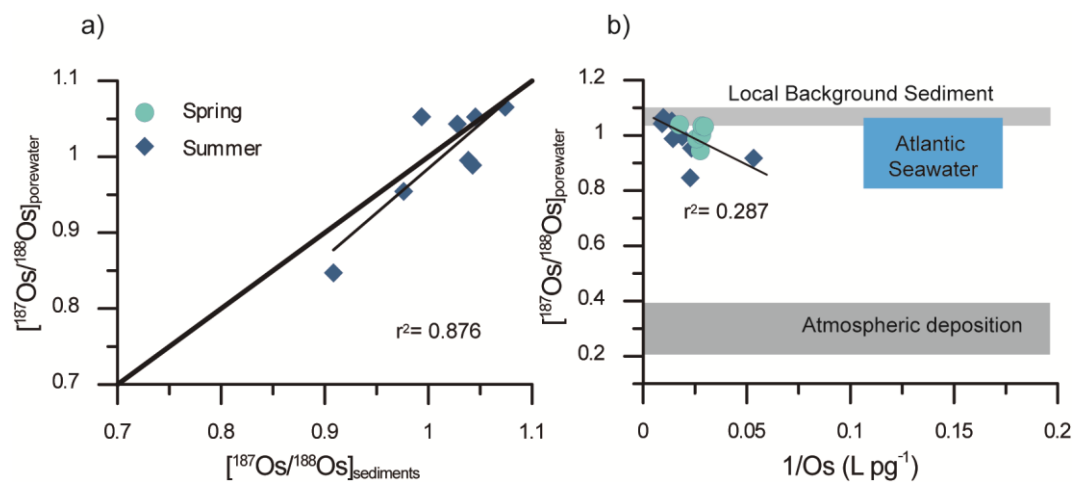 a)
1.1
1.0
0.9
0.8
0.7
[¹⁸⁷Os/¹⁸⁸Os]porewater
Spring
Summer
r²= 0.876
0.7
0.8
0.9
1
1.1
[¹⁸⁷Os/¹⁸⁸Os]sediments
b)
1.2
1.0
0.8
0.6
0.4
0.2
[¹⁸⁷Os/¹⁸⁸Os]porewater
Local Background Sediment
Atlantic
Seawater
r²= 0.287
Atmospheric deposition
0
0.05
0.1
0.15
0.2
1/Os (L pg⁻¹)